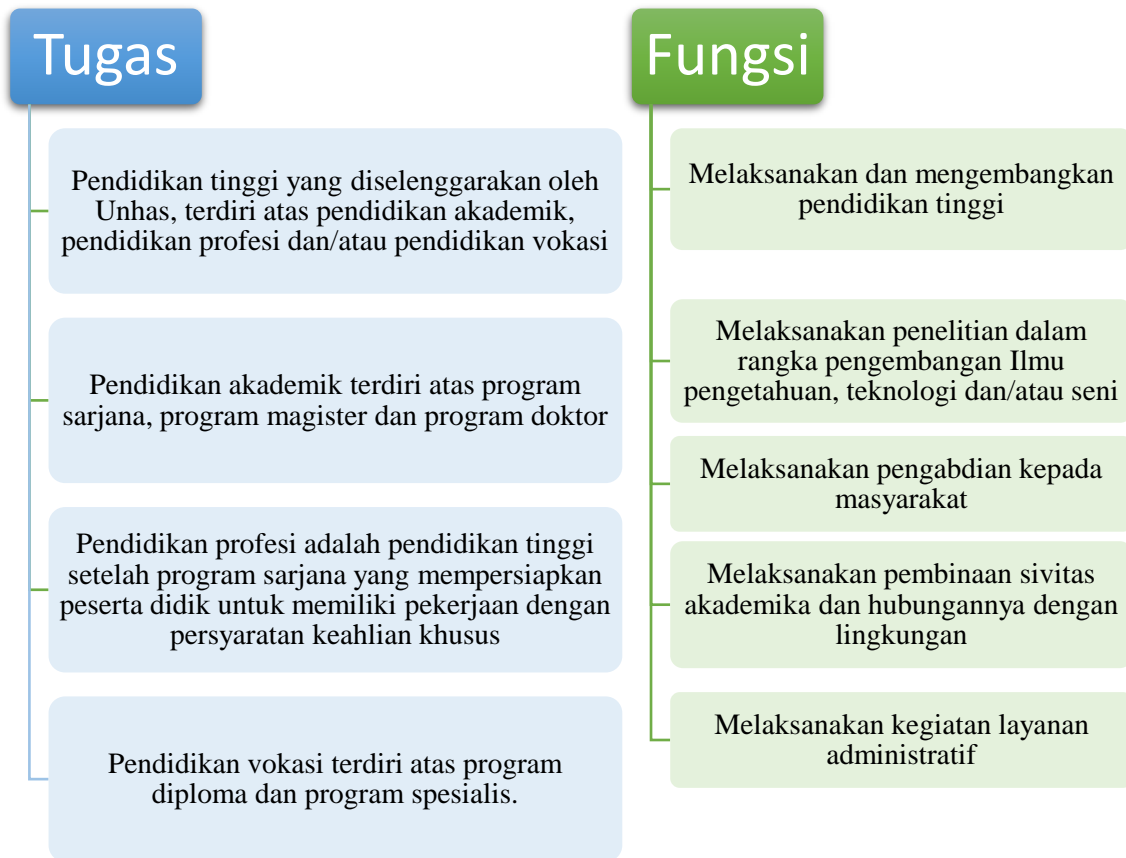 Tugas
Pendidikan tinggi yang diselenggarakan oleh
Unhas, terdiri atas pendidikan akademik,
pendidikan profesi dan/atau pendidikan vokasi
Pendidikan akademik terdiri atas program
sarjana, program magister dan program doktor
Pendidikan profesi adalah pendidikan tinggi
setelah program sarjana yang mempersiapkan
peserta didik untuk memiliki pekerjaan dengan
persyaratan keahlian khusus
Pendidikan vokasi terdiri atas program
diploma dan program spesialis.
Fungsi
Melaksanakan dan mengembangkan
pendidikan tinggi
Melaksanakan penelitian dalam
rangka pengembangan Ilmu
pengetahuan, teknologi dan/atau seni
Melaksanakan pengabdian kepada
masyarakat
Melaksanakan pembinaan sivitas
akademika dan hubungannya dengan
lingkungan
Melaksanakan kegiatan layanan
administratif